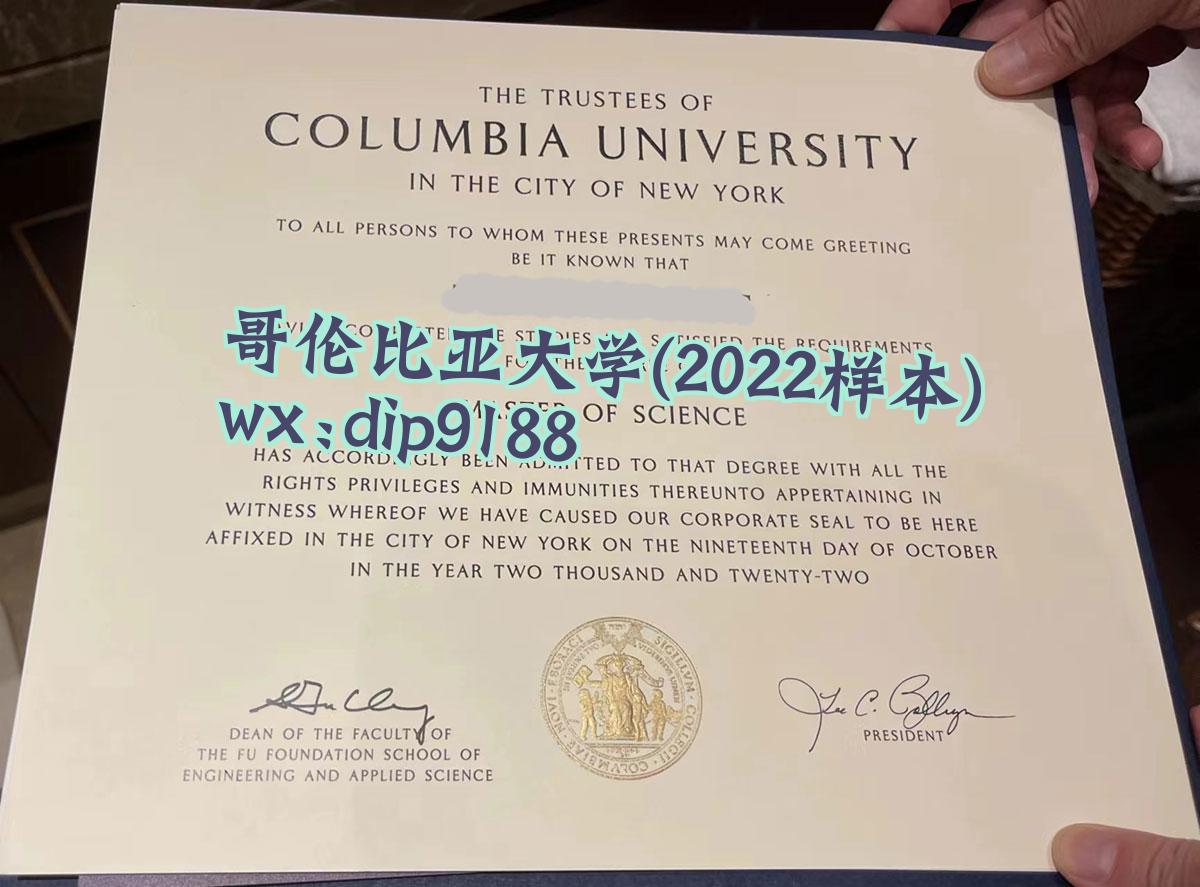 THE TRUSTEES OF
COLUMBIA UNIVERSITY
IN THE CITY OF NEW YORK
TO ALL PERSONS TO WHOM THESE PRESENTS MAY COME GREETING
BE IT KNOWN THAT
THE REQUIREMENTS
哥伦比亚大学(2022样本)
wx:dip9188
OF SCIENCE
HAS ACCORDINGLY BEEN ADMITTED TO THAT DEGREE WITH ALL THE
RIGHTS PRIVILEGES AND IMMUNITIES THEREUNTO APPERTAINING IN
WITNESS WHEREOF WE HAVE CAUSED OUR CORPORATE SEAL TO BE HERE
AFFIXED IN THE CITY OF NEW YORK ON THE NINETEENTH DAY OF OCTOBER
IN THE YEAR TWO THOUSAND AND TWENTY-TWO
DEAN OF THE FACULTY OF
THE FU FOUNDATION SCHOOL OF
ENGINEERING AND APPLIED SCIENCE
PRESIDENT